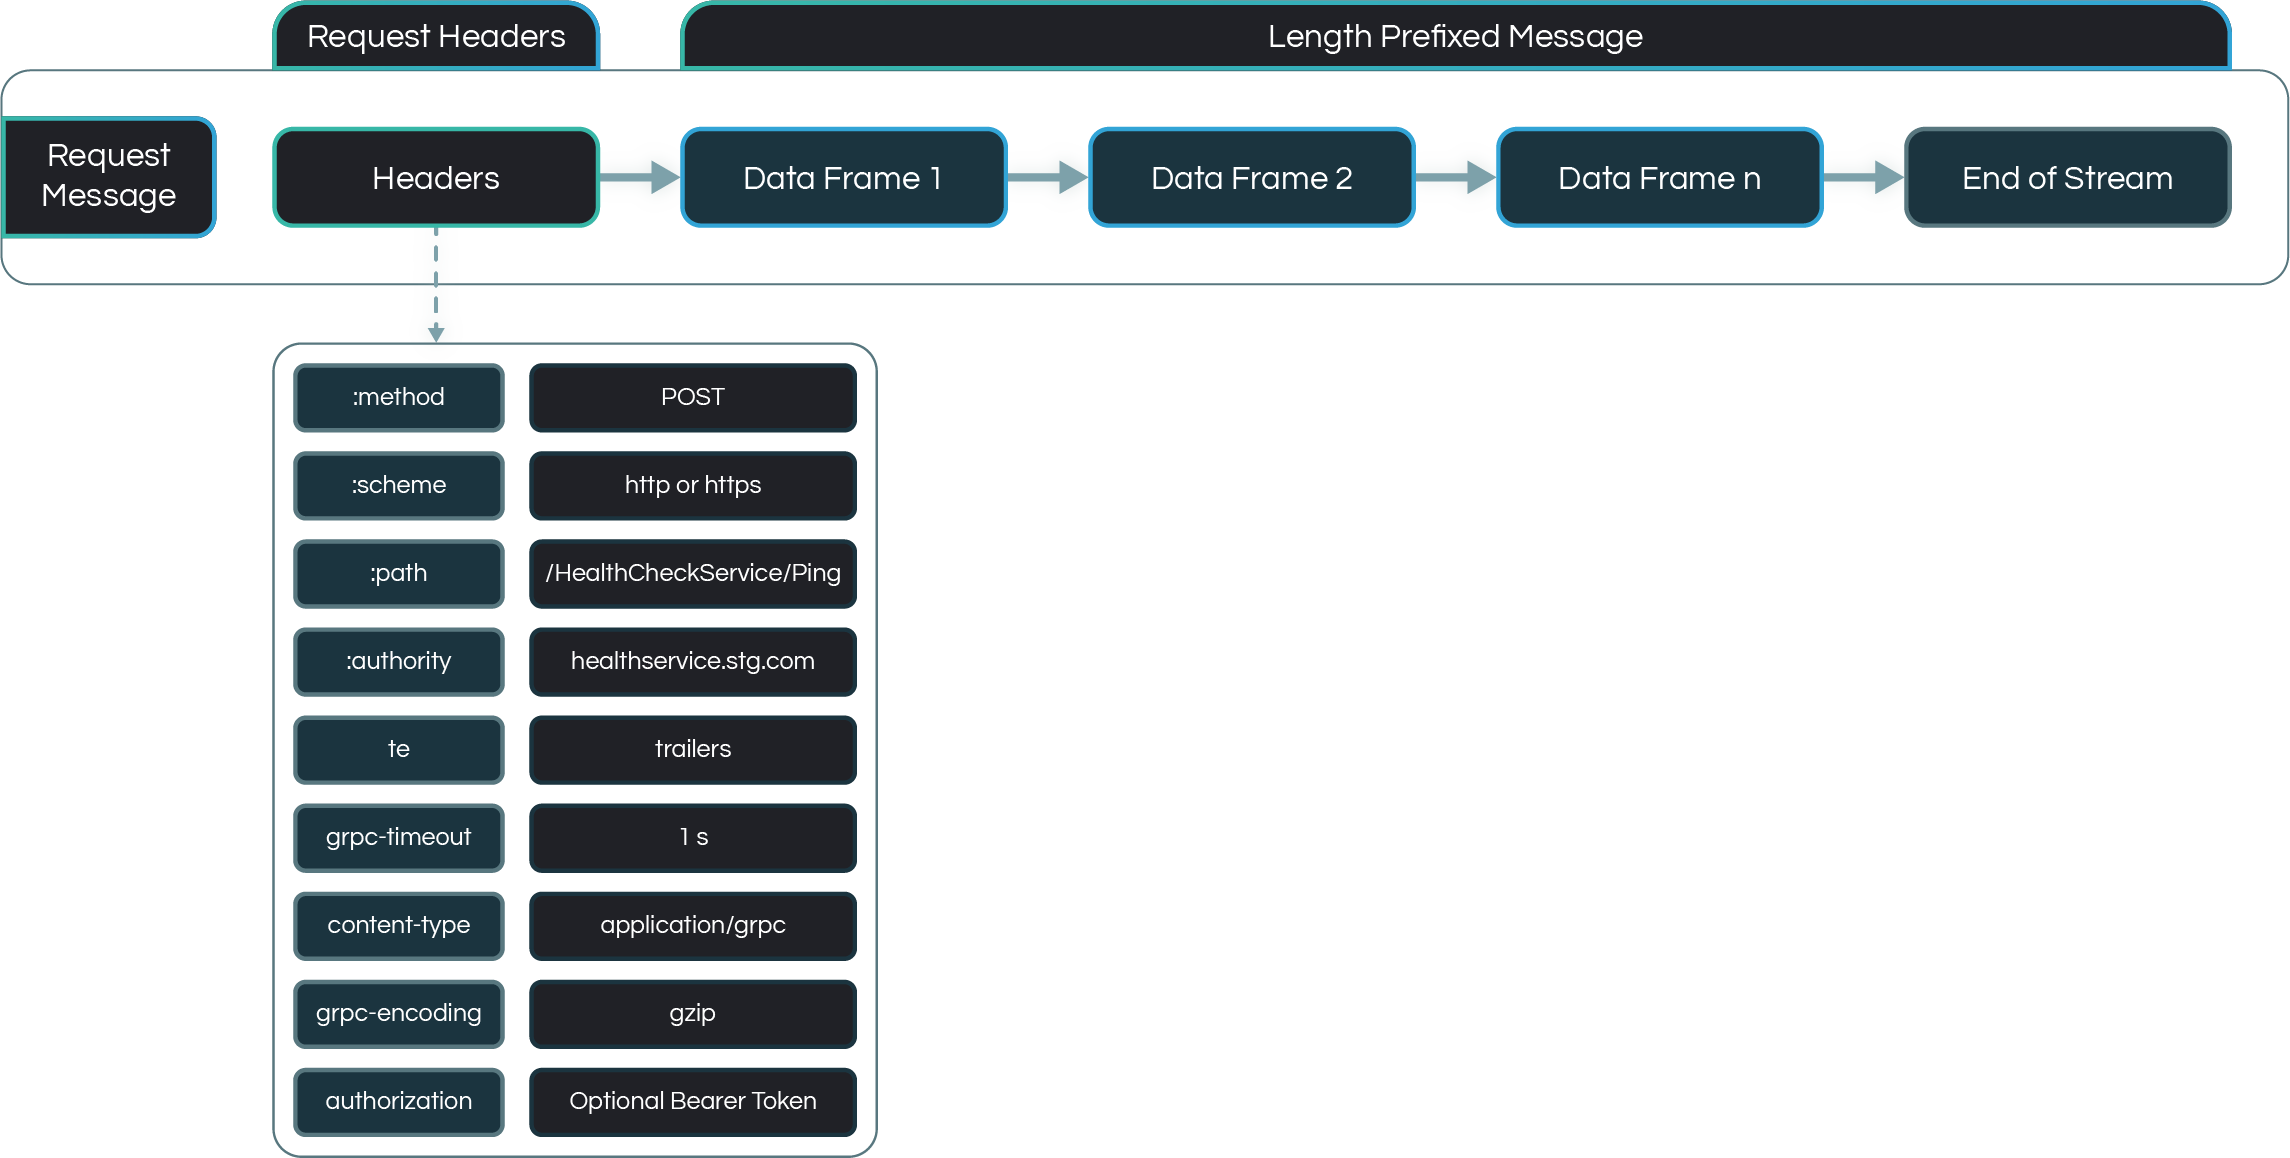 Request Headers
Length Prefixed Message
Request
Message
Headers
Data Frame 1
Data Frame 2
Data Frame n
End of Stream
:method
POST
:scheme
http or https
:path
/HealthCheckService/Ping
:authority
healthservice.stg.com
te
trailers
grpc-timeout
1 s
content-type
application/grpc
grpc-encoding
gzip
authorization
Optional Bearer Token